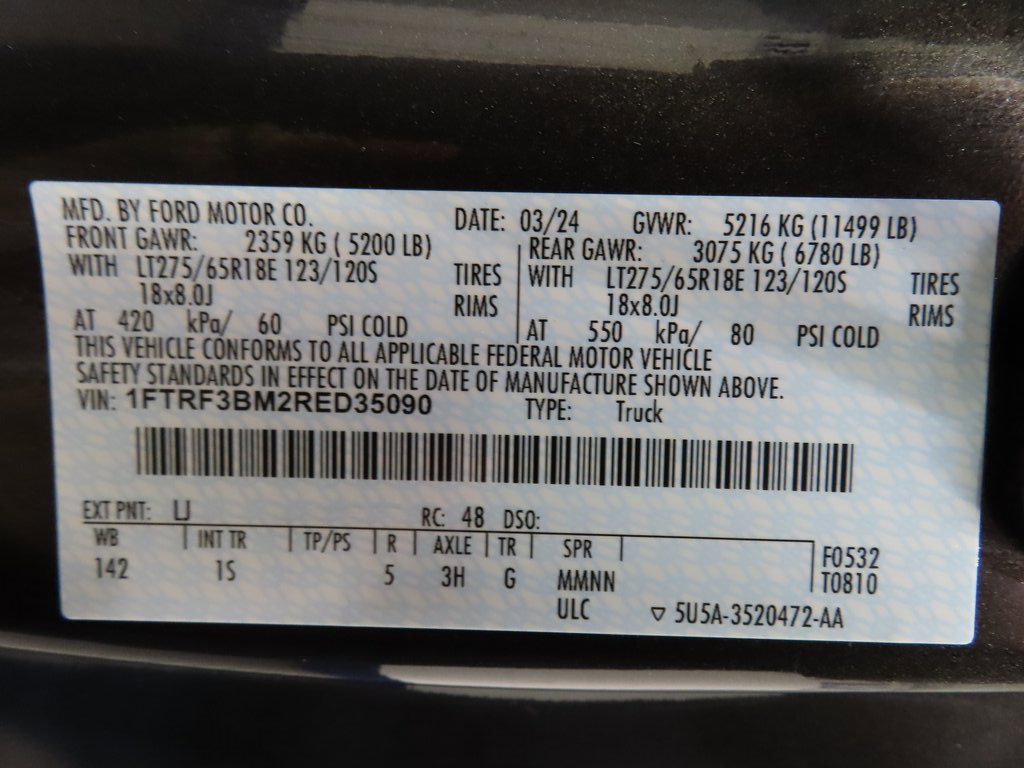 MFD. BY FORD MOTOR CO. DATE: 03/24 GVWR: 5216 KG (11499 LB)
FRONT GAWR: 2359 KG ( 5200 LB) REAR GAWR: 3075 KG ( 6780 LB)
WITH LT275/65R18E 123/120S TIRES WITH LT275/65R18E 123/120S TIRES
18x8.0J RIMS 18x8.0J RIMS
AT 420 kPa/ 60 PSI COLD AT 550 kPa/ 80 PSI COLD
THIS VEHICLE CONFORMS TO ALL APPLICABLE FEDERAL MOTOR VEHICLE
SAFETY STANDARDS IN EFFECT ON THE DATE OF MANUFACTURE SHOWN ABOVE.
VIN: 1FTRF3BM2RED35090 TYPE: Truck
EXT PNT: UJ RC: 48 DSO:
WB INT TR TP/PS R AXLE TR SPR F0532
142 1S 5 3H G MMNN T0810
ULC ▽ 5U5A-3520472-AA